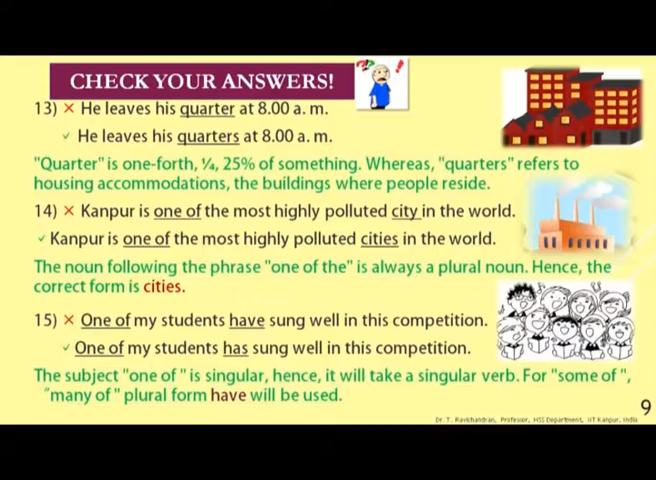 CHECK YOUR ANSWERS!
13) × He leaves his quarter at 8.00 a. m.
✓ He leaves his quarters at 8.00 a. m.
"Quarter" is one-forth, ¼, 25% of something. Whereas, "quarters" refers to
housing accommodations, the buildings where people reside.
14) × Kanpur is one of the most highly polluted city in the world.
✓ Kanpur is one of the most highly polluted cities in the world.
The noun following the phrase "one of the" is always a plural noun. Hence, the
correct form is cities.
15) × One of my students have sung well in this competition.
✓ One of my students has sung well in this competition.
The subject "one of " is singular, hence, it will take a singular verb. For "some of ",
"many of " plural form have will be used.
9
Dr. T. Ravichandran, Professor, HSS Department, IIT Kanpur, India